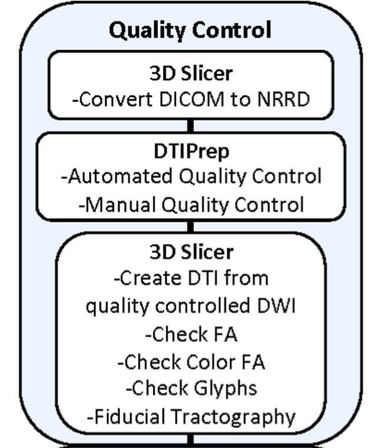 Quality Control
3D Slicer
-Convert DICOM to NRRD
DTIPrep
-Automated Quality Control
-Manual Quality Control
3D Slicer
-Create DTI from
quality controlled DWI
-Check FA
-Check Color FA
-Check Glyphs
-Fiducial Tractography